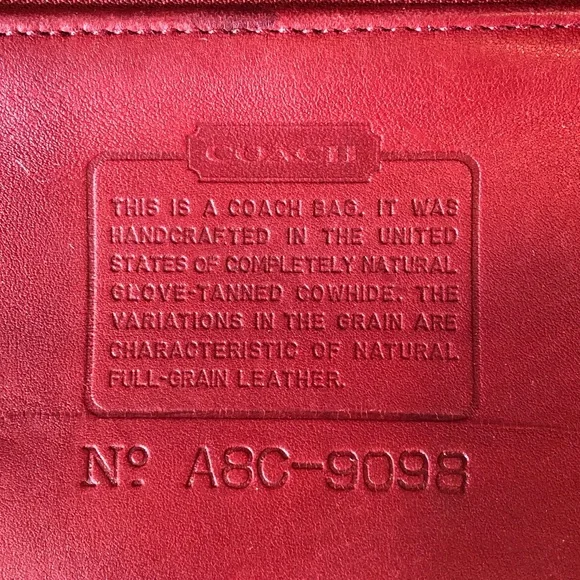 COACH
THIS IS A COACH BAG. IT WAS
HANDCRAFTED IN THE UNITED
STATES OF COMPLETELY NATURAL
GLOVE-TANNED COWHIDE. THE
VARIATIONS IN THE GRAIN ARE
CHARACTERISTIC OF NATURAL
FULL-GRAIN LEATHER.
Nº A8C-9098